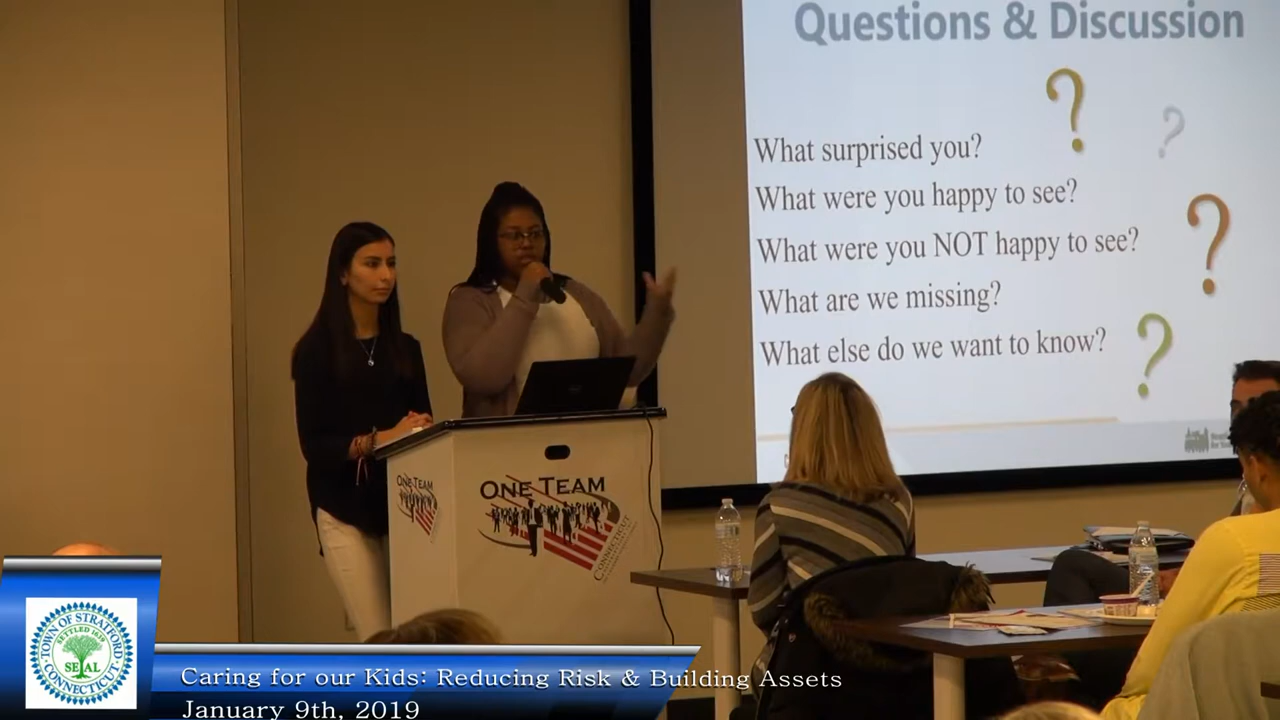 Questions & Discussion
What surprised you?
What were you happy to see?
What were you NOT happy to see?
What are we missing?
What else do we want to know?
ONE TEAM
ONE TEAM
CONNECTICUT
TOWN OF STRATFORD
SETTLED 1639
SEAL
CONNECTICUT
Caring for our Kids: Reducing Risk & Building Assets
January 9th, 2019